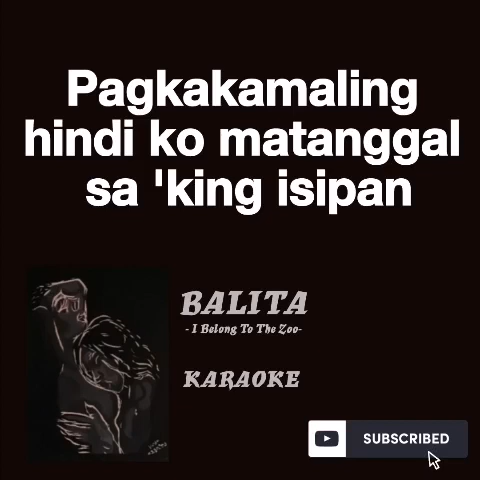 Pagkakamaling
hindi ko matanggal
sa 'king isipan
BALITA
- I Belong To The Zoo-
KARAOKE
SUBSCRIBED